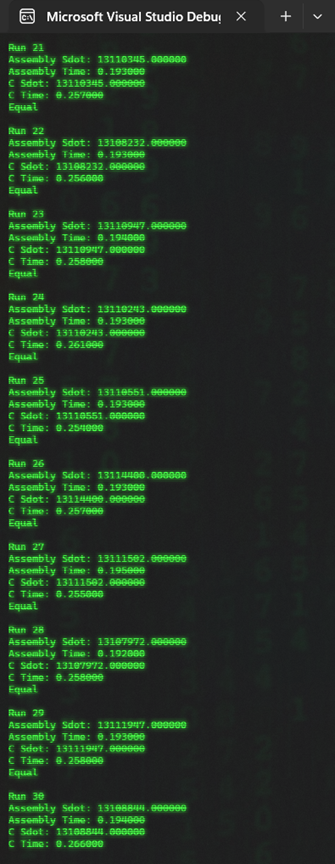 Microsoft Visual Studio Debug
Run 21
Assembly Sdot: 13110345.000000
Assembly Time: 0.193000
C Sdot: 13110345.000000
C Time: 0.257000
Equal
Run 22
Assembly Sdot: 13108232.000000
Assembly Time: 0.193000
C Sdot: 13108232.000000
C Time: 0.256000
Equal
Run 23
Assembly Sdot: 13110947.000000
Assembly Time: 0.194000
C Sdot: 13110947.000000
C Time: 0.258000
Equal
Run 24
Assembly Sdot: 13110243.000000
Assembly Time: 0.193000
C Sdot: 13110243.000000
C Time: 0.261000
Equal
Run 25
Assembly Sdot: 13110551.000000
Assembly Time: 0.193000
C Sdot: 13110551.000000
C Time: 0.254000
Equal
Run 26
Assembly Sdot: 13114400.000000
Assembly Time: 0.193000
C Sdot: 13114400.000000
C Time: 0.257000
Equal
Run 27
Assembly Sdot: 13111502.000000
Assembly Time: 0.195000
C Sdot: 13111502.000000
C Time: 0.255000
Equal
Run 28
Assembly Sdot: 13107972.000000
Assembly Time: 0.192000
C Sdot: 13107972.000000
C Time: 0.258000
Equal
Run 29
Assembly Sdot: 13111947.000000
Assembly Time: 0.193000
C Sdot: 13111947.000000
C Time: 0.258000
Equal
Run 30
Assembly Sdot: 13108844.000000
Assembly Time: 0.194000
C Sdot: 13108844.000000
C Time: 0.266000